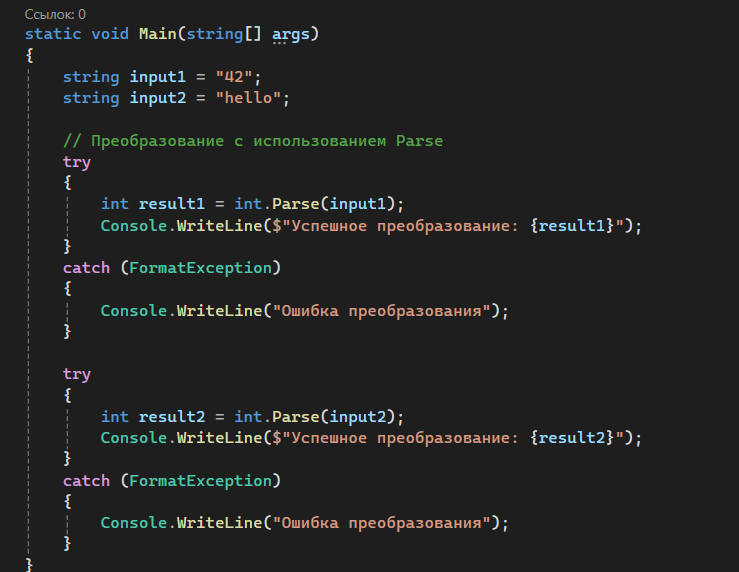 Ссылок: 0
static void Main(string[] args)
{
    string input1 = "42";
    string input2 = "hello";

    // Преобразование с использованием Parse
    try
    {
        int result1 = int.Parse(input1);
        Console.WriteLine($"Успешное преобразование: {result1}");
    }
    catch (FormatException)
    {
        Console.WriteLine("Ошибка преобразования");
    }

    try
    {
        int result2 = int.Parse(input2);
        Console.WriteLine($"Успешное преобразование: {result2}");
    }
    catch (FormatException)
    {
        Console.WriteLine("Ошибка преобразования");
    }
}